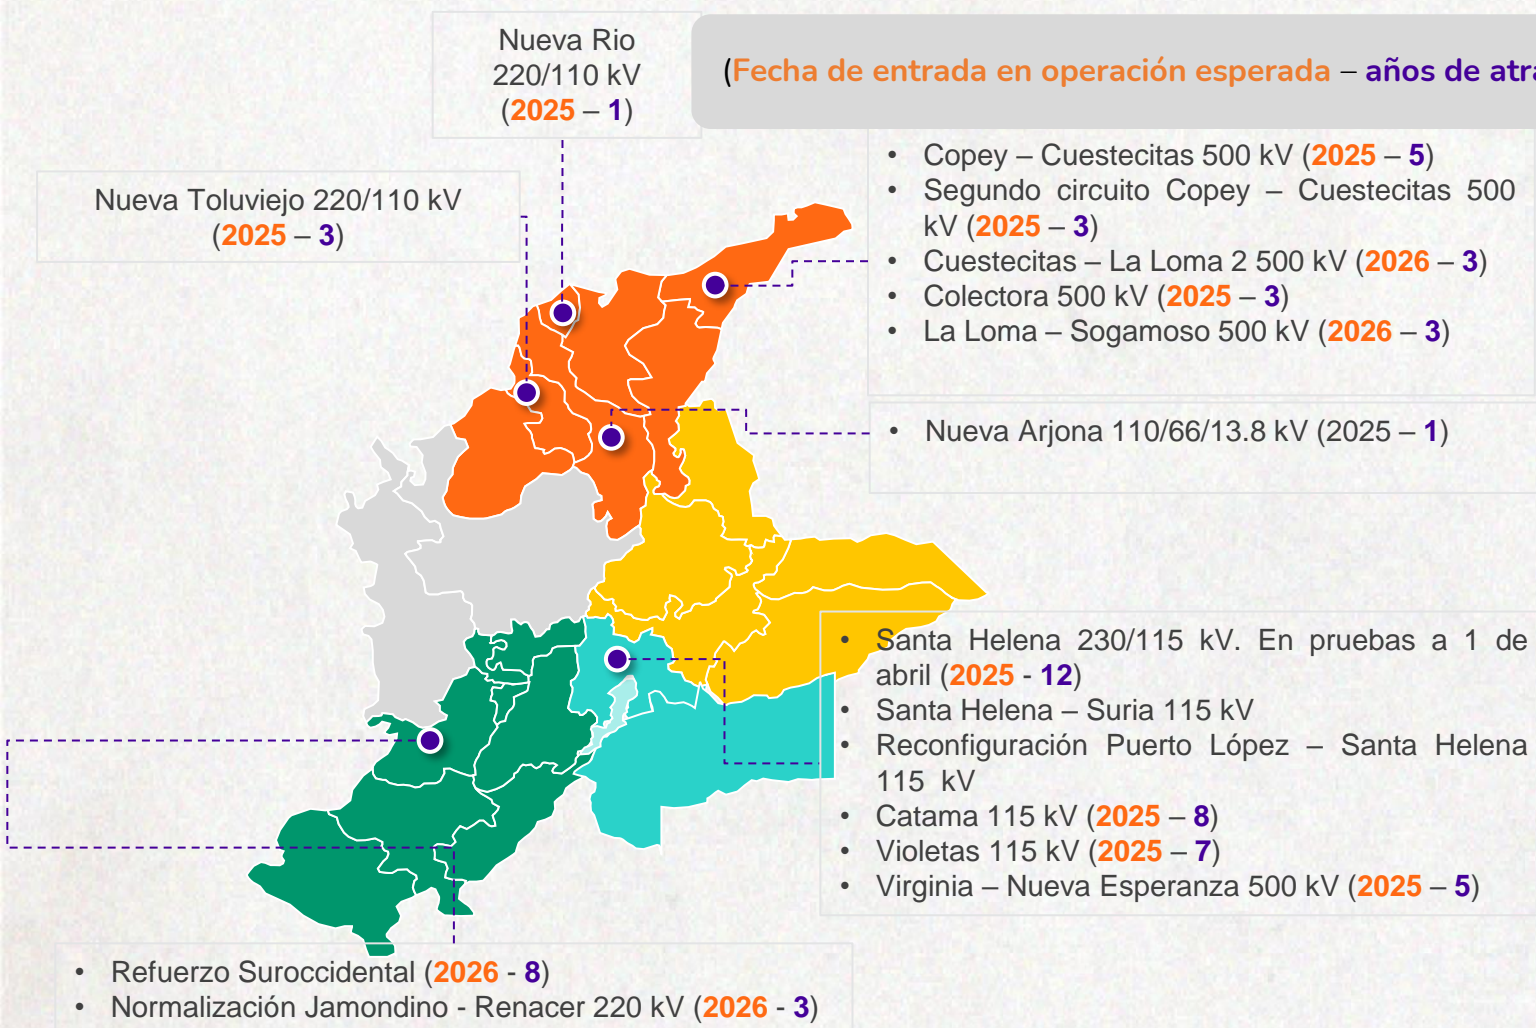 Nueva Rio
220/110 kV
(2025 – 1)
(Fecha de entrada en operación esperada – años de
Nueva Toluviejo 220/110 kV
(2025 – 3)
• Copey – Cuestecitas 500 kV (2025 – 5)
• Segundo circuito Copey – Cuestecitas 500
kV (2025 – 3)
• Cuestecitas – La Loma 2 500 kV (2026 – 3)
• Colectora 500 kV (2025 – 3)
• La Loma – Sogamoso 500 kV (2026 – 3)
• Nueva Arjona 110/66/13.8 kV (2025 – 1)
• Santa Helena 230/115 kV. En pruebas a 1 de
abril (2025 - 12)
• Santa Helena – Suria 115 kV
• Reconfiguración Puerto López – Santa Helena
115 kV
• Catama 115 kV (2025 – 8)
• Violetas 115 kV (2025 – 7)
• Virginia – Nueva Esperanza 500 kV (2025 – 5)
• Refuerzo Suroccidental (2026 - 8)
• Normalización Jamondino - Renacer 220 kV (2026 - 3)